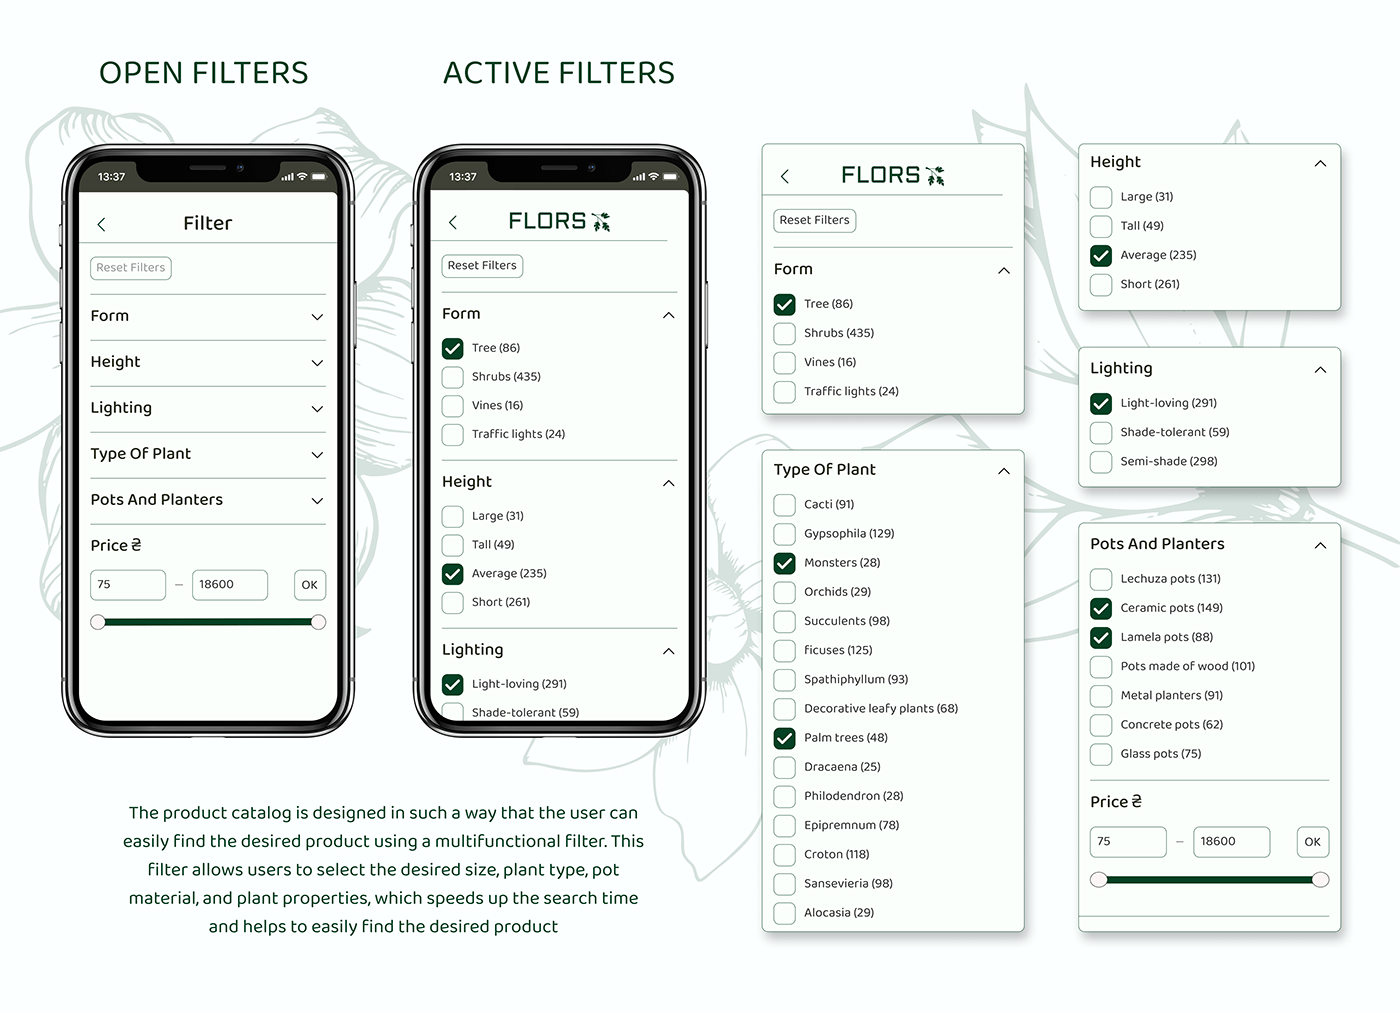 OPEN FILTERS
ACTIVE FILTERS
13:37
Filter
Reset Filters
Form
Height
Lighting
Type Of Plant
Pots And Planters
Price ₴
75 – 18600 OK
13:37
FLORS
Reset Filters
Form
Tree (86)
Shrubs (435)
Vines (16)
Traffic lights (24)
Height
Large (31)
Tall (49)
Average (235)
Short (261)
Lighting
Light-loving (291)
Shade-tolerant (59)
The product catalog is designed in such a way that the user can
easily find the desired product using a multifunctional filter. This
filter allows users to select the desired size, plant type, pot
material, and plant properties, which speeds up the search time
and helps to easily find the desired product
FLORS
Reset Filters
Form
Tree (86)
Shrubs (435)
Vines (16)
Traffic lights (24)
Type Of Plant
Cacti (91)
Gypsophila (129)
Monsters (28)
Orchids (29)
Succulents (98)
ficuses (125)
Spathiphyllum (93)
Decorative leafy plants (68)
Palm trees (48)
Dracaena (25)
Philodendron (28)
Epipremnum (78)
Croton (118)
Sansevieria (98)
Alocasia (29)
Height
Large (31)
Tall (49)
Average (235)
Short (261)
Lighting
Light-loving (291)
Shade-tolerant (59)
Semi-shade (298)
Pots And Planters
Lechuza pots (131)
Ceramic pots (149)
Lamela pots (88)
Pots made of wood (101)
Metal planters (91)
Concrete pots (62)
Glass pots (75)
Price ₴
75 – 18600 OK